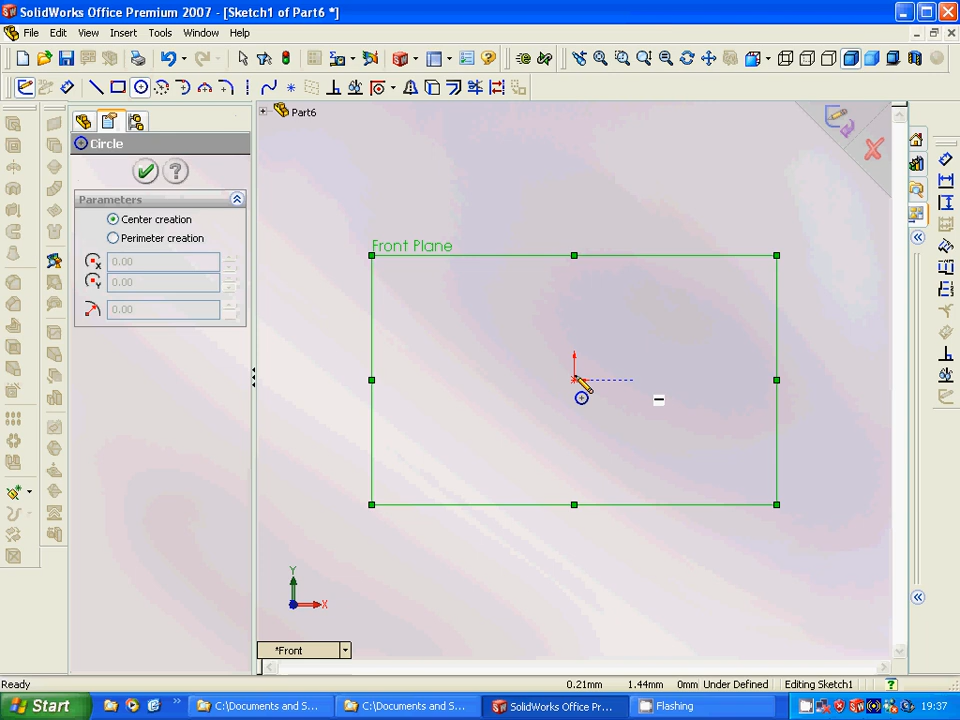 SolidWorks Office Premium 2007 - [Sketch1 of Part6 *]
File Edit View Insert Tools Window Help
Part6
Circle
Parameters
Center creation
Perimeter creation
0.00
0.00
0.00
Front Plane
Y
X
*Front
Ready
0.21mm 1.44mm 0mm Under Defined Editing Sketch1
Start
C:\Documents and S...
C:\Documents and S...
SolidWorks Office Pr...
Flashing
19:37